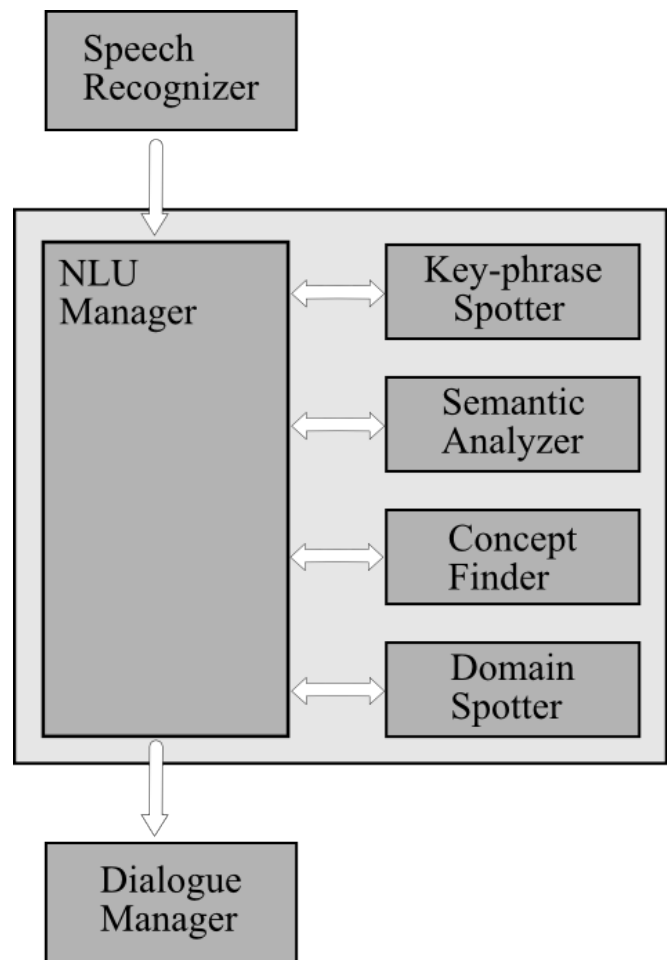 Speech
Recognizer
NLU
Manager
Key-phrase
Spotter
Semantic
Analyzer
Concept
Finder
Domain
Spotter
Dialogue
Manager